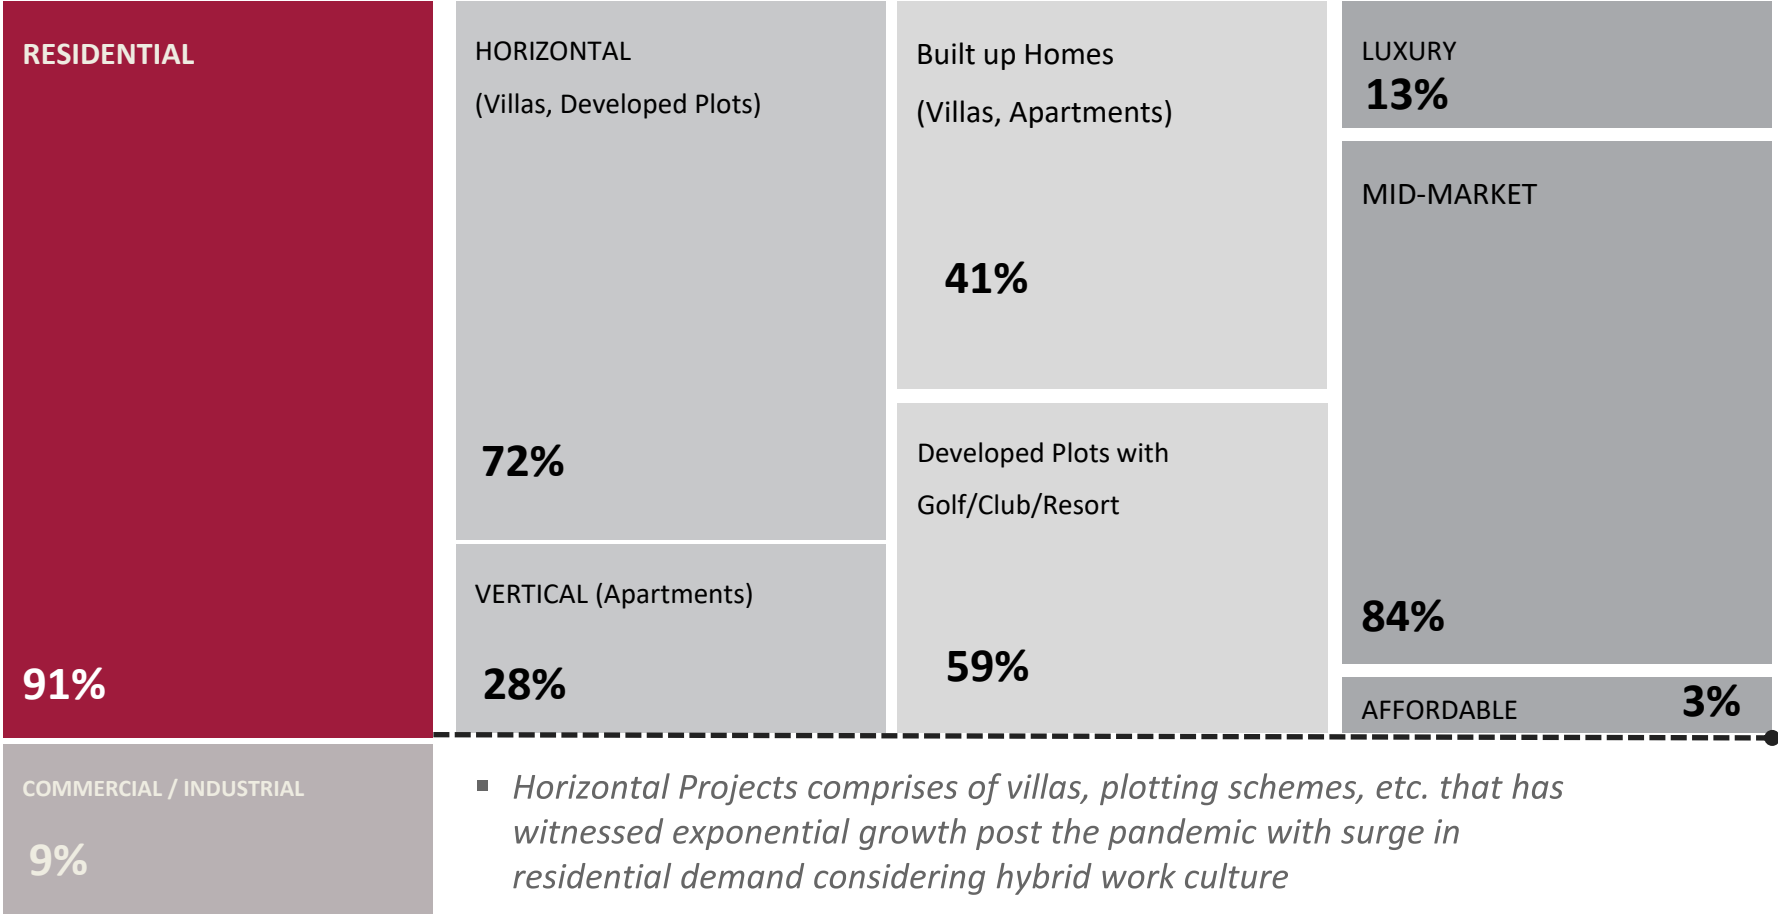 RESIDENTIAL
91%
COMMERCIAL / INDUSTRIAL
9%
HORIZONTAL
(Villas, Developed Plots)
72%
VERTICAL (Apartments)
28%
Built up Homes
(Villas, Apartments)
41%
Developed Plots with
Golf/Club/Resort
59%
LUXURY
13%
MID-MARKET
84%
AFFORDABLE 3%
▪ Horizontal Projects comprises of villas, plotting schemes, etc. that has
witnessed exponential growth post the pandemic with surge in
residential demand considering hybrid work culture